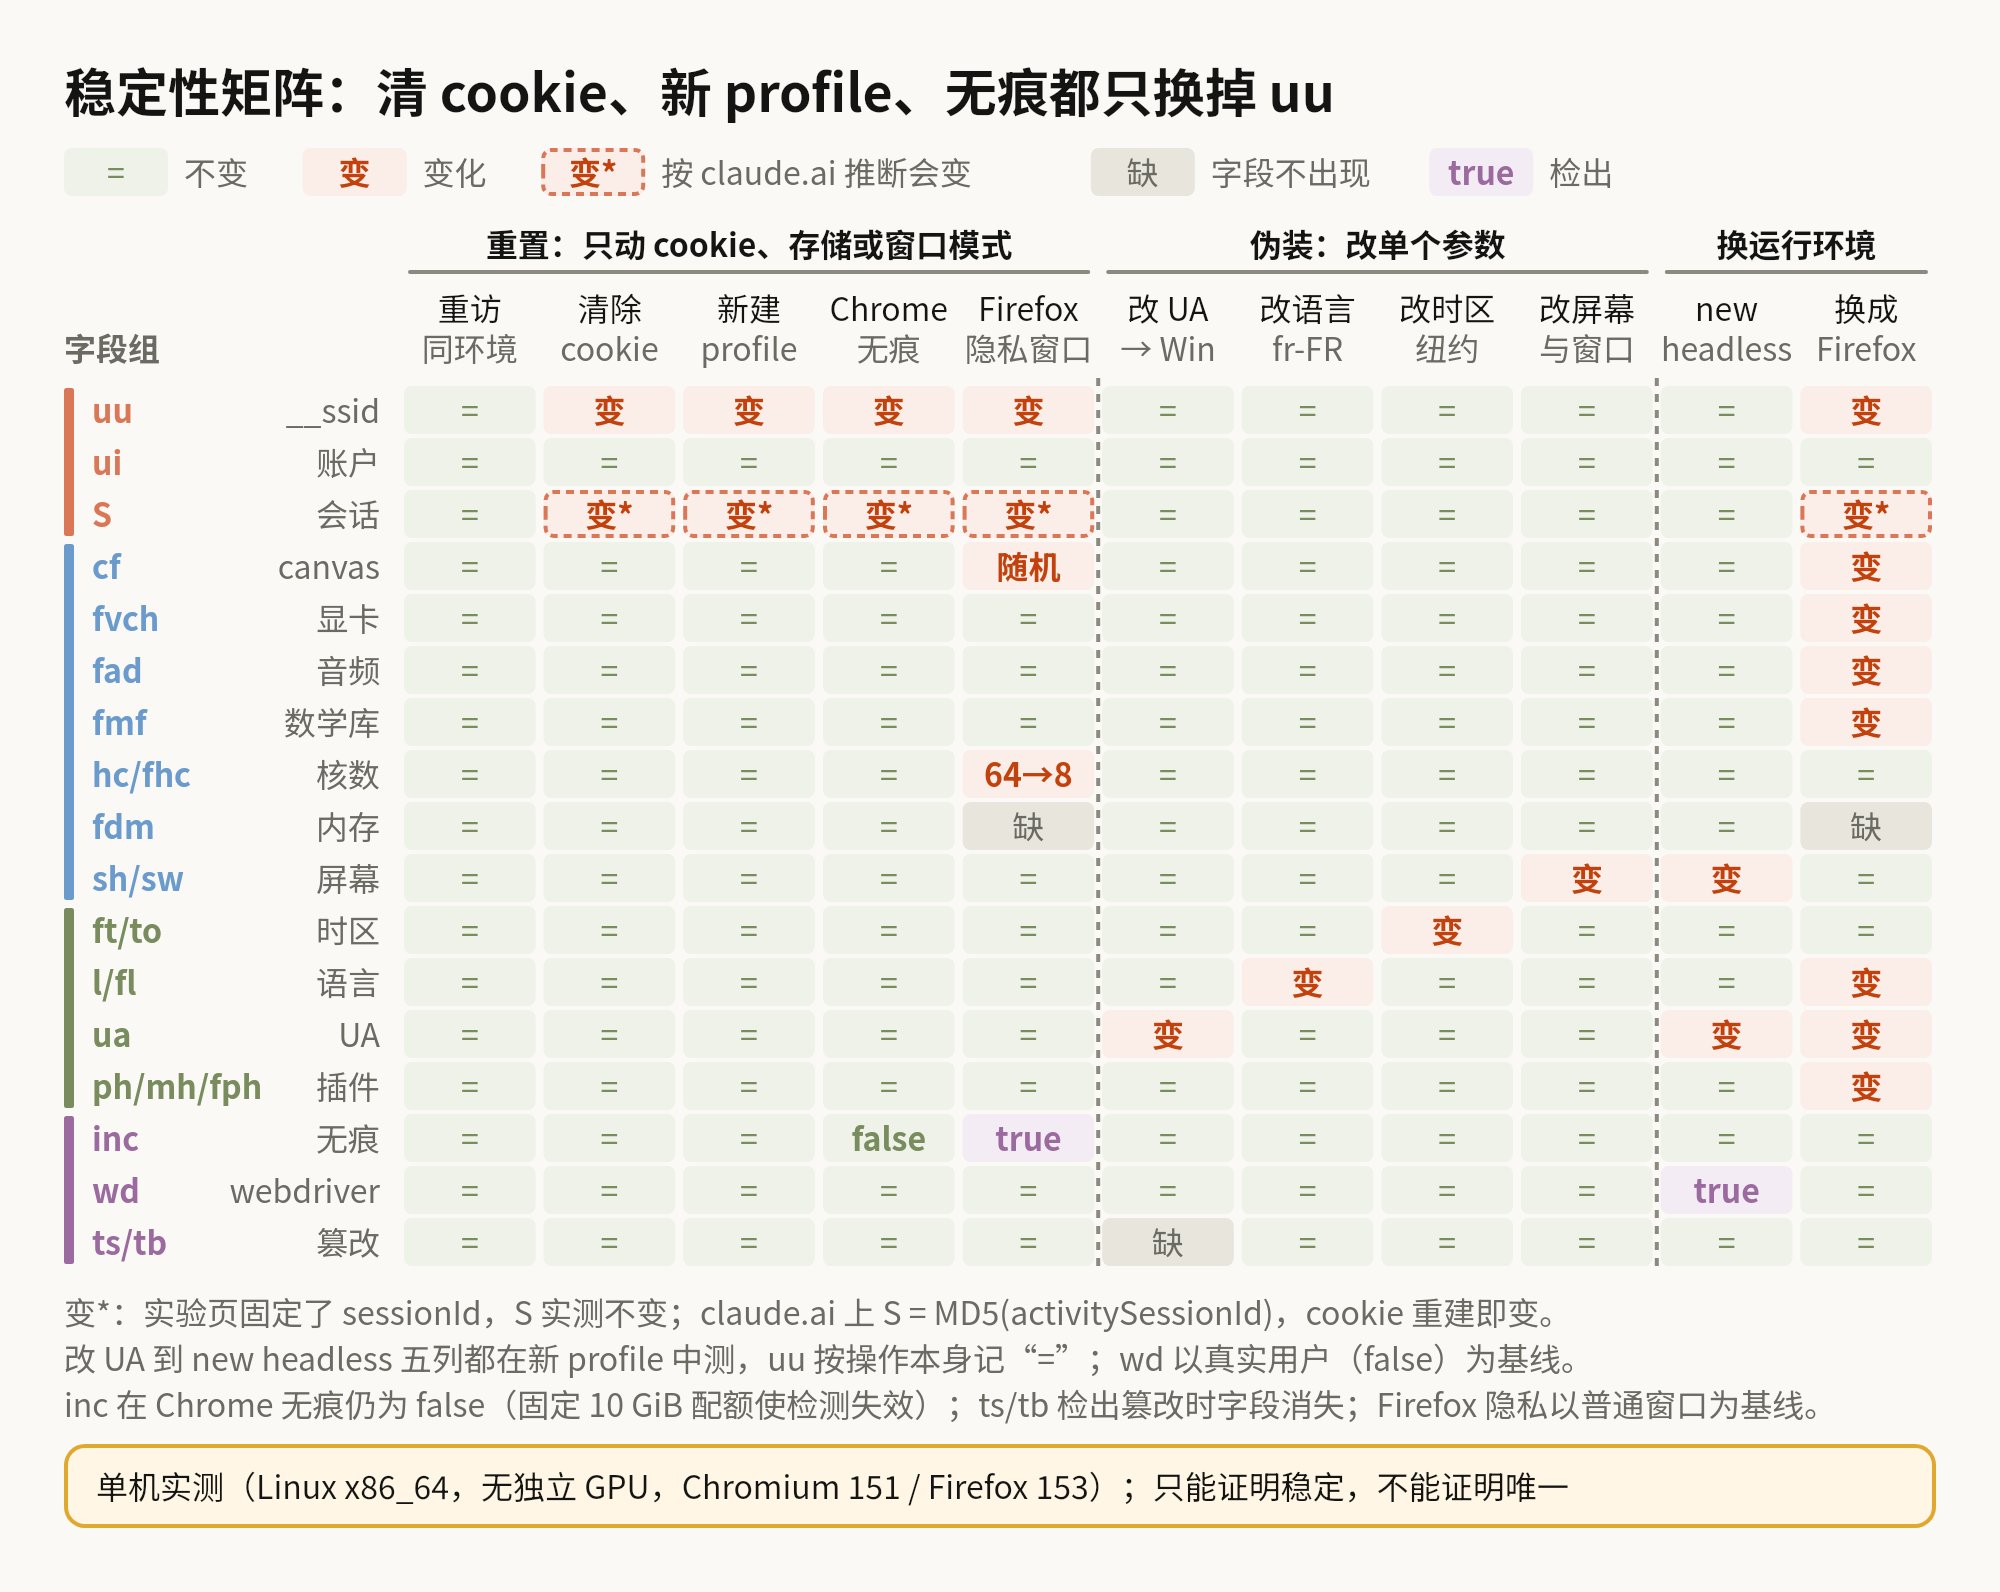 稳定性矩阵：清 cookie、新 profile、无痕都只换掉 uu
= 不变 变 变化 变* 按 claude.ai 推断会变 缺 字段不出现 true 检出
重置：只动 cookie、存储或窗口模式 伪装：改单个参数 换运行环境
重访 清除 新建 Chrome Firefox 改 UA 改语言 改时区 改屏幕 new 换成
字段组 同环境 cookie profile 无痕 隐私窗口 → Win fr-FR 纽约 与窗口 headless Firefox
uu __ssid = 变 变 变 变 = = = = = 变
ui 账户 = = = = = = = = = = =
S 会话 = 变* 变* 变* 变* = = = = = 变*
cf canvas = = = = 随机 = = = = = 变
fvch 显卡 = = = = = = = = = = 变
fad 音频 = = = = = = = = = = 变
fmf 数学库 = = = = = = = = = = 变
hc/fhc 核数 = = = = 64→8 = = = = = =
fdm 内存 = = = = 缺 = = = = = 缺
sh/sw 屏幕 = = = = = = = = 变 变 =
ft/to 时区 = = = = = = = 变 = = =
l/fl 语言 = = = = = = 变 = = = 变
ua UA = = = = = 变 = = = 变 变
ph/mh/fph 插件 = = = = = = = = = = 变
inc 无痕 = = = false true = = = = = =
wd webdriver = = = = = = = = = true =
ts/tb 篡改 = = = = = 缺 = = = = =
变*：实验页固定了 sessionId，S 实测不变；claude.ai 上 S = MD5(activitySessionId)，cookie 重建即变。
改 UA 到 new headless 五列都在新 profile 中测，uu 按操作本身记“=”；wd 以真实用户（false）为基线。
inc 在 Chrome 无痕仍为 false（固定 10 GiB 配额使检测失效）；ts/tb 检出篡改时字段消失；Firefox 隐私以普通窗口为基线。
单机实测（Linux x86_64，无独立 GPU，Chromium 151 / Firefox 153）；只能证明稳定，不能证明唯一